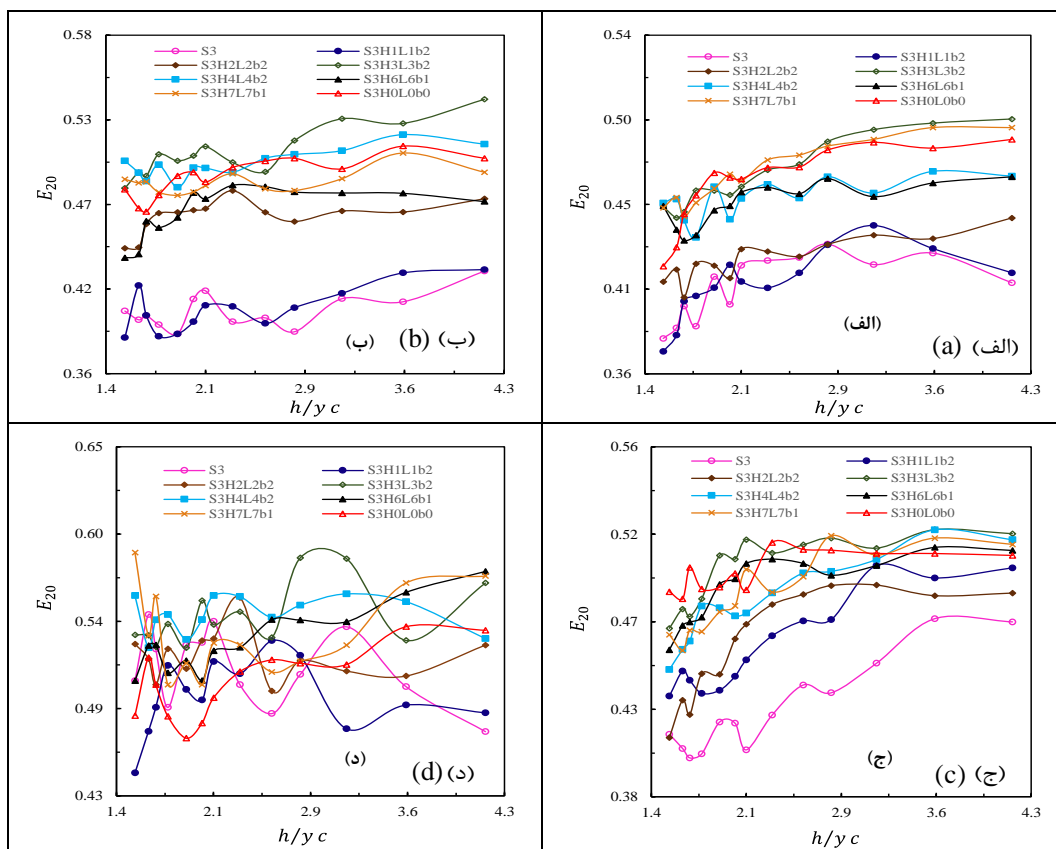 0.58
0.53
0.47
0.42
0.36
E20
S3
S3H1L1b2
S3H2L2b2
S3H3L3b2
S3H4L4b2
S3H6L6b1
S3H7L7b1
S3H0L0b0
(ب)
(b) (ب)
1.4 2.1 2.9 3.6 4.3
h/y c
0.54
0.50
0.45
0.41
0.36
E20
S3
S3H1L1b2
S3H2L2b2
S3H3L3b2
S3H4L4b2
S3H6L6b1
S3H7L7b1
S3H0L0b0
(الف)
(a) (الف)
1.4 2.1 2.9 3.6 4.3
h/y c
0.65
0.60
0.54
0.49
0.43
E20
S3
S3H1L1b2
S3H2L2b2
S3H3L3b2
S3H4L4b2
S3H6L6b1
S3H7L7b1
S3H0L0b0
(د)
(d) (د)
1.4 2.1 2.9 3.6 4.3
h/y c
0.56
0.52
0.47
0.43
0.38
E20
S3
S3H1L1b2
S3H2L2b2
S3H3L3b2
S3H4L4b2
S3H6L6b1
S3H7L7b1
S3H0L0b0
(ج)
(c) (ج)
1.4 2.1 2.9 3.6 4.3
h/y c